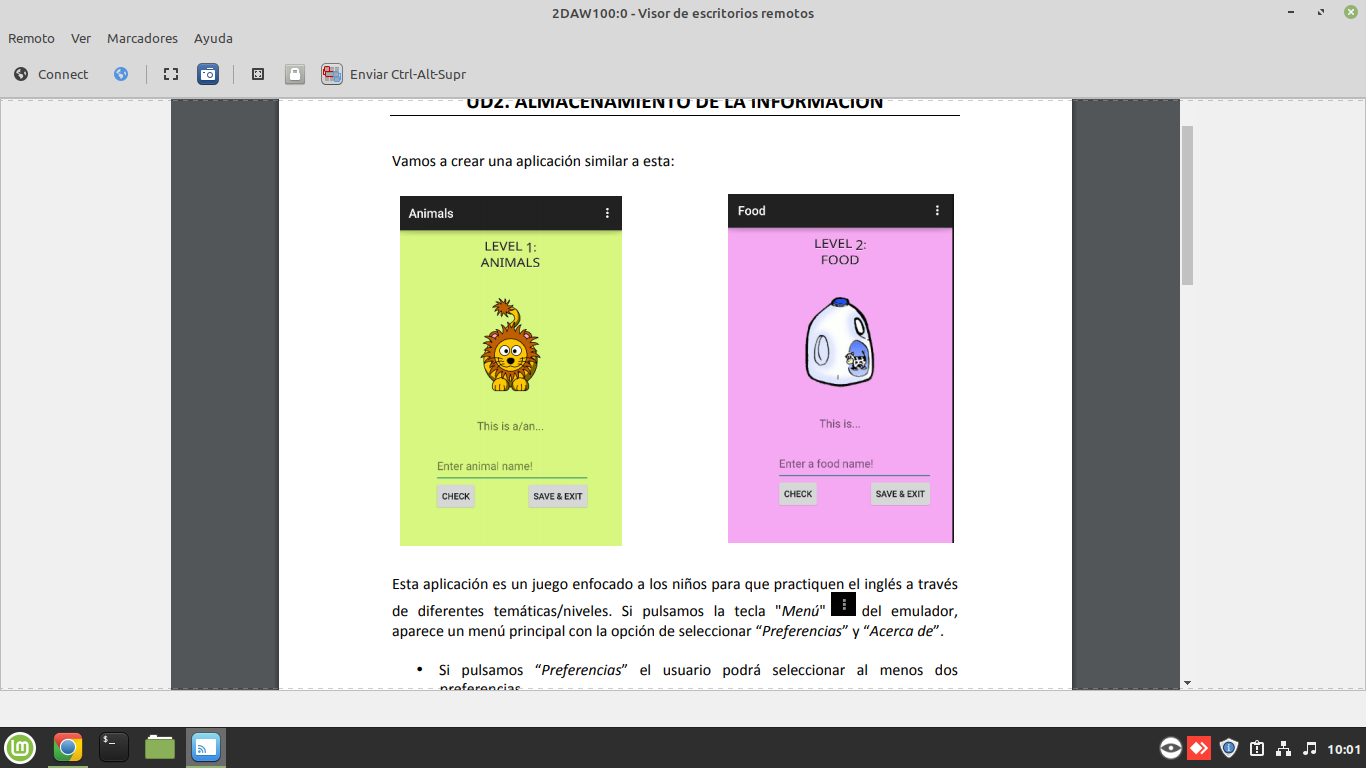 2DAW100:0 - Visor de escritorios remotos
Remoto Ver Marcadores Ayuda
Connect Enviar Ctrl-Alt-Supr
UD2. ALMACENAMIENTO DE LA INFORMACIÓN
Vamos a crear una aplicación similar a esta:
Animals
LEVEL 1:
ANIMALS
This is a/an...
Enter animal name!
CHECK SAVE & EXIT
Food
LEVEL 2:
FOOD
This is...
Enter a food name!
CHECK SAVE & EXIT
Esta aplicación es un juego enfocado a los niños para que practiquen el inglés a través
de diferentes temáticas/niveles. Si pulsamos la tecla "Menú" del emulador,
aparece un menú principal con la opción de seleccionar “Preferencias” y “Acerca de”.
• Si pulsamos “Preferencias” el usuario podrá seleccionar al menos dos
preferencias
10:01